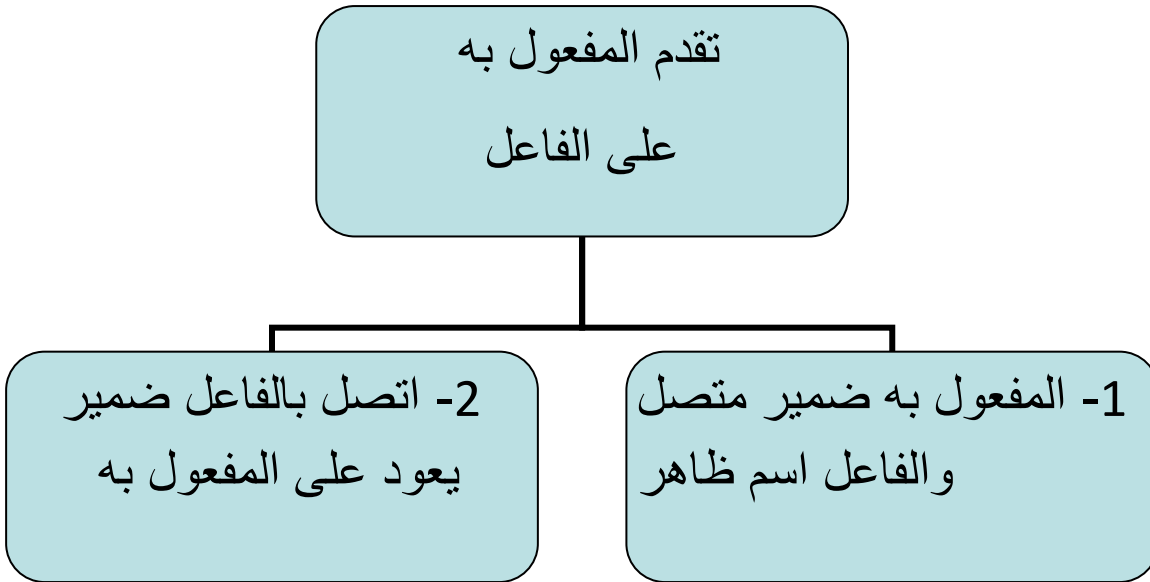 تقدم المفعول به
على الفاعل
1- المفعول به ضمير متصل
والفاعل اسم ظاهر
2- اتصل بالفاعل ضمير
يعود على المفعول به